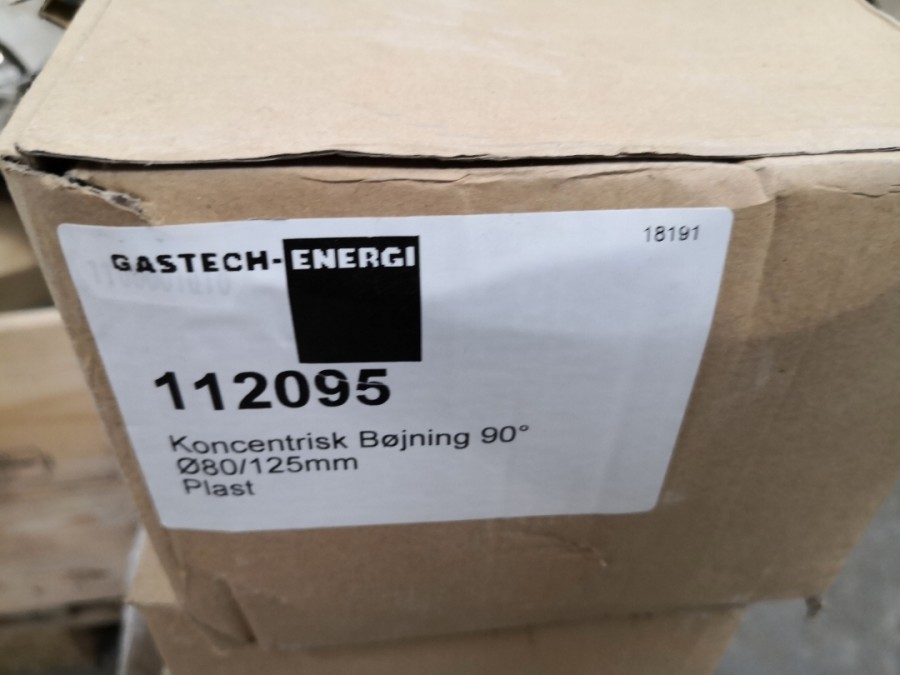 18191
GASTECH-ENERGI
112095
Koncentrisk Bøjning 90°
Ø80/125mm
Plast